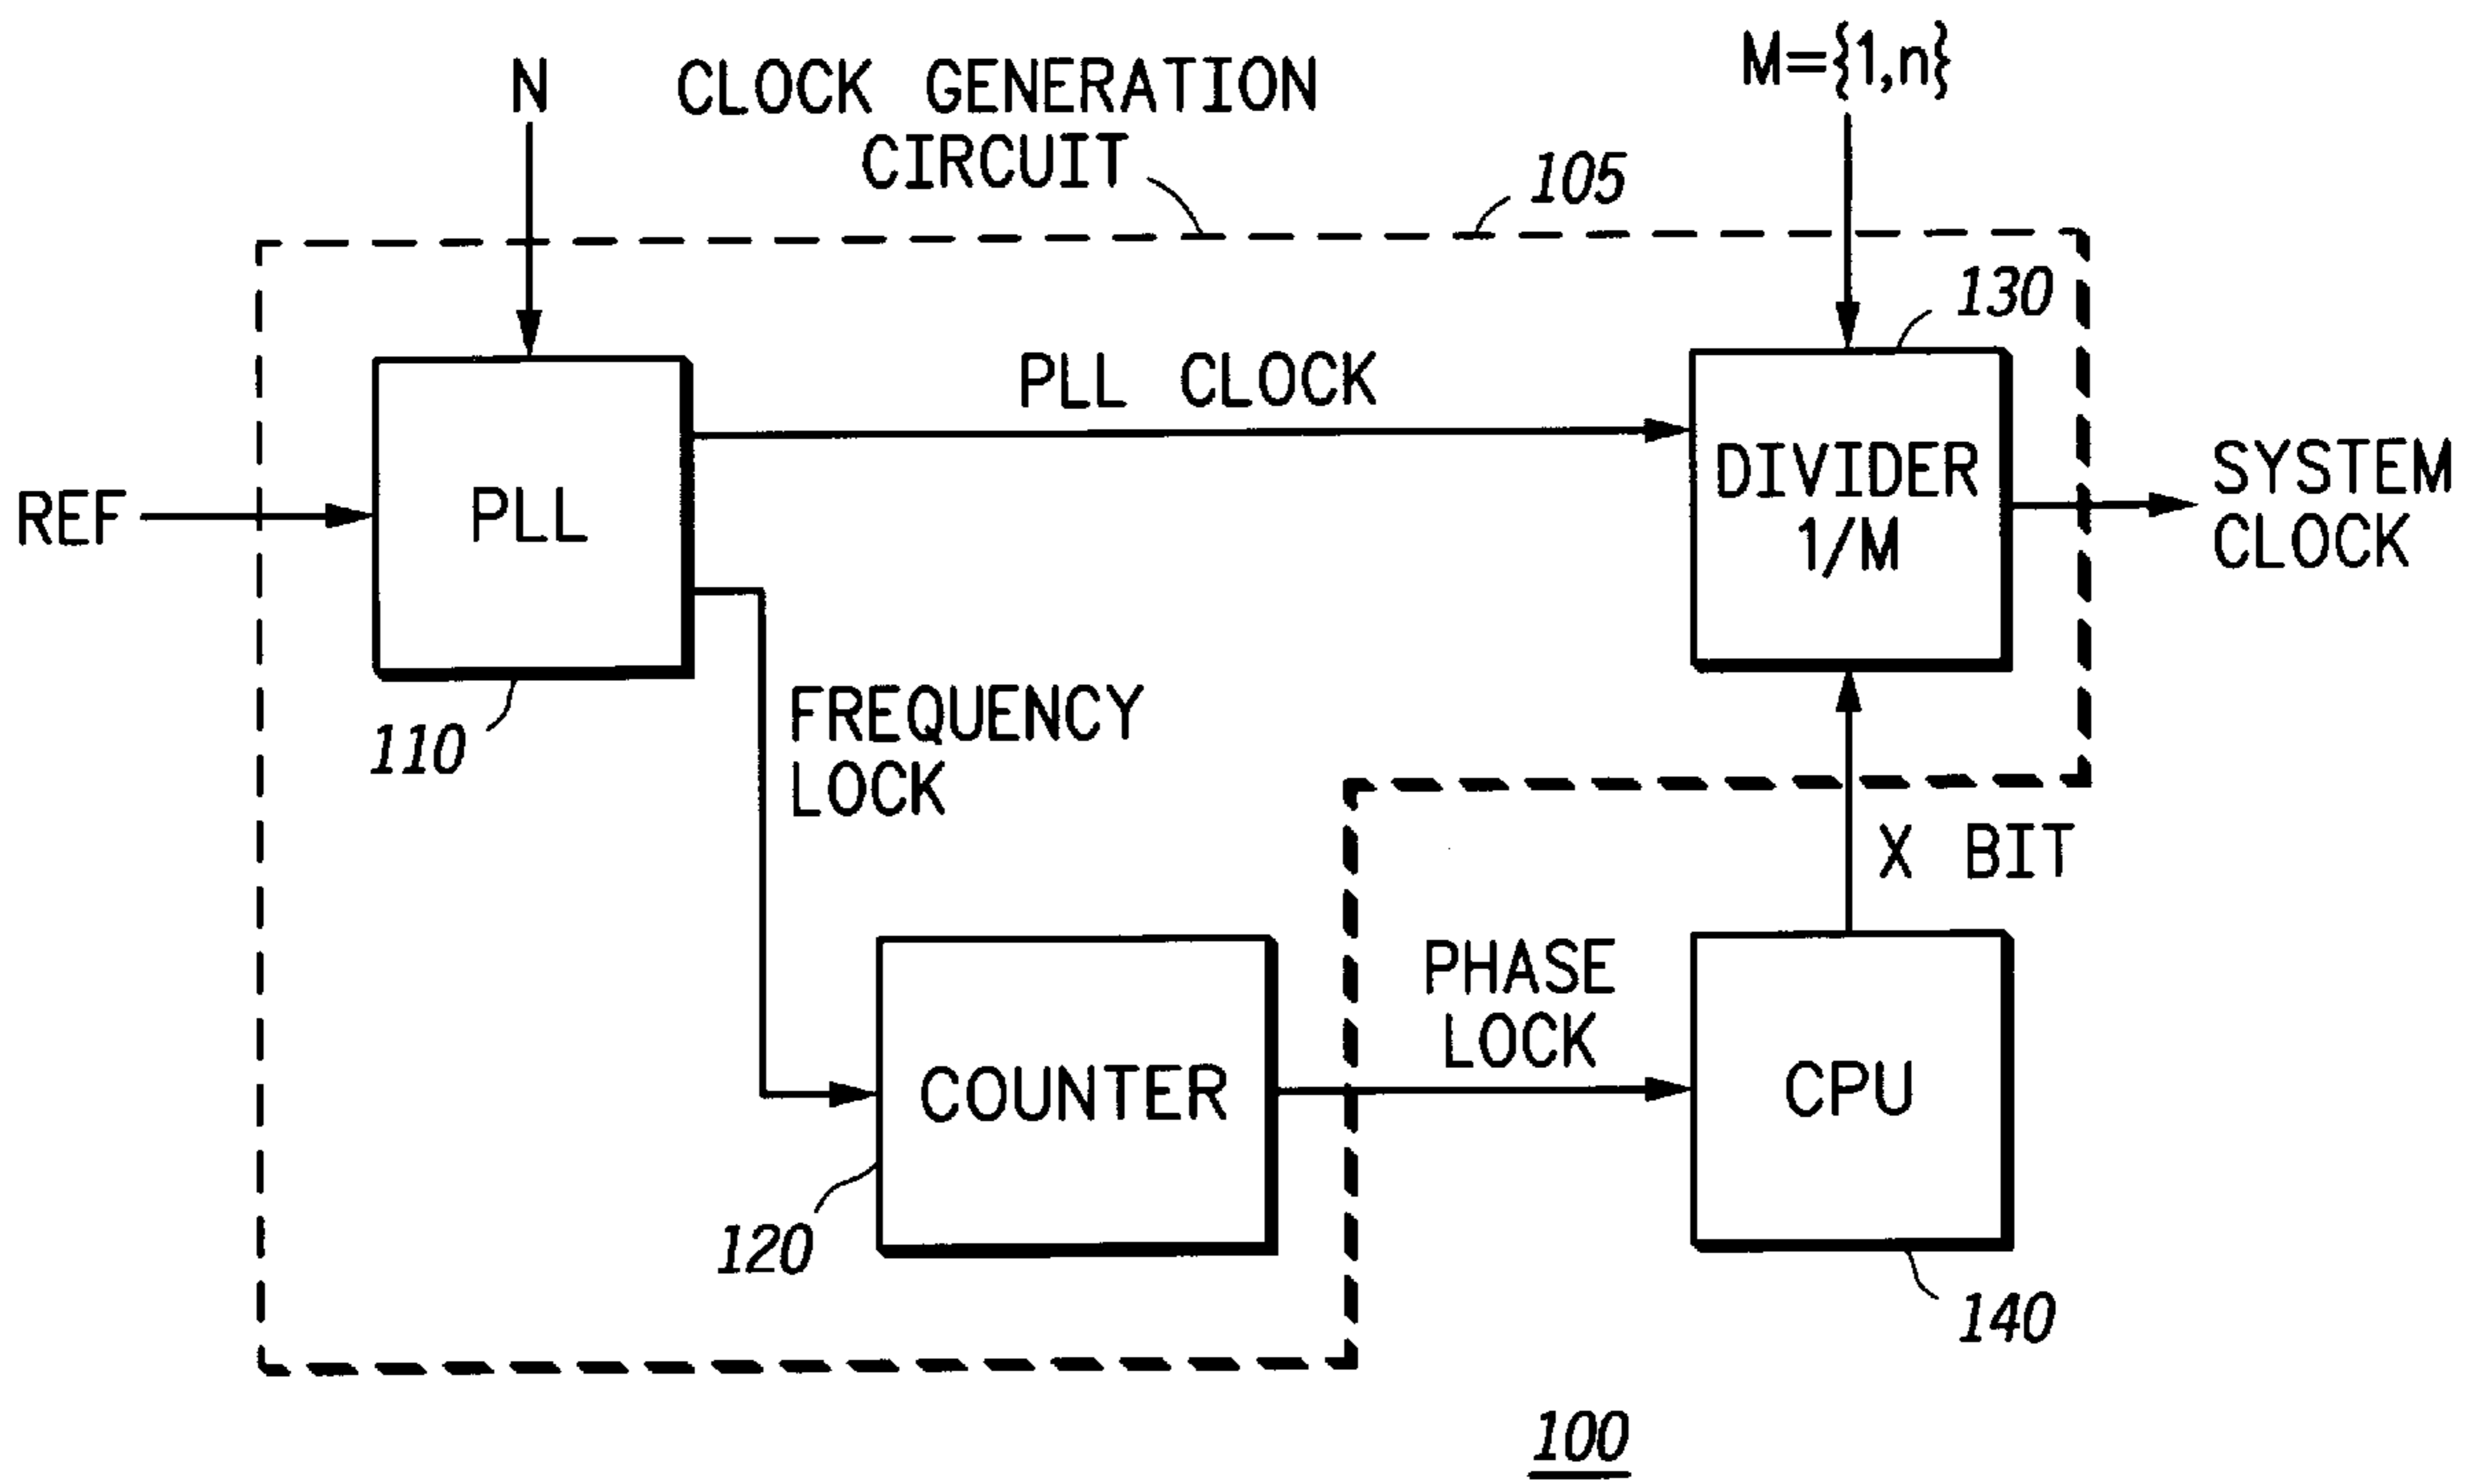 N
CLOCK GENERATION
CIRCUIT
M={1,n}
105
130
PLL CLOCK
REF
PLL
DIVIDER
1/M
SYSTEM
CLOCK
110
FREQUENCY
LOCK
X BIT
PHASE
LOCK
COUNTER
CPU
120
140
100